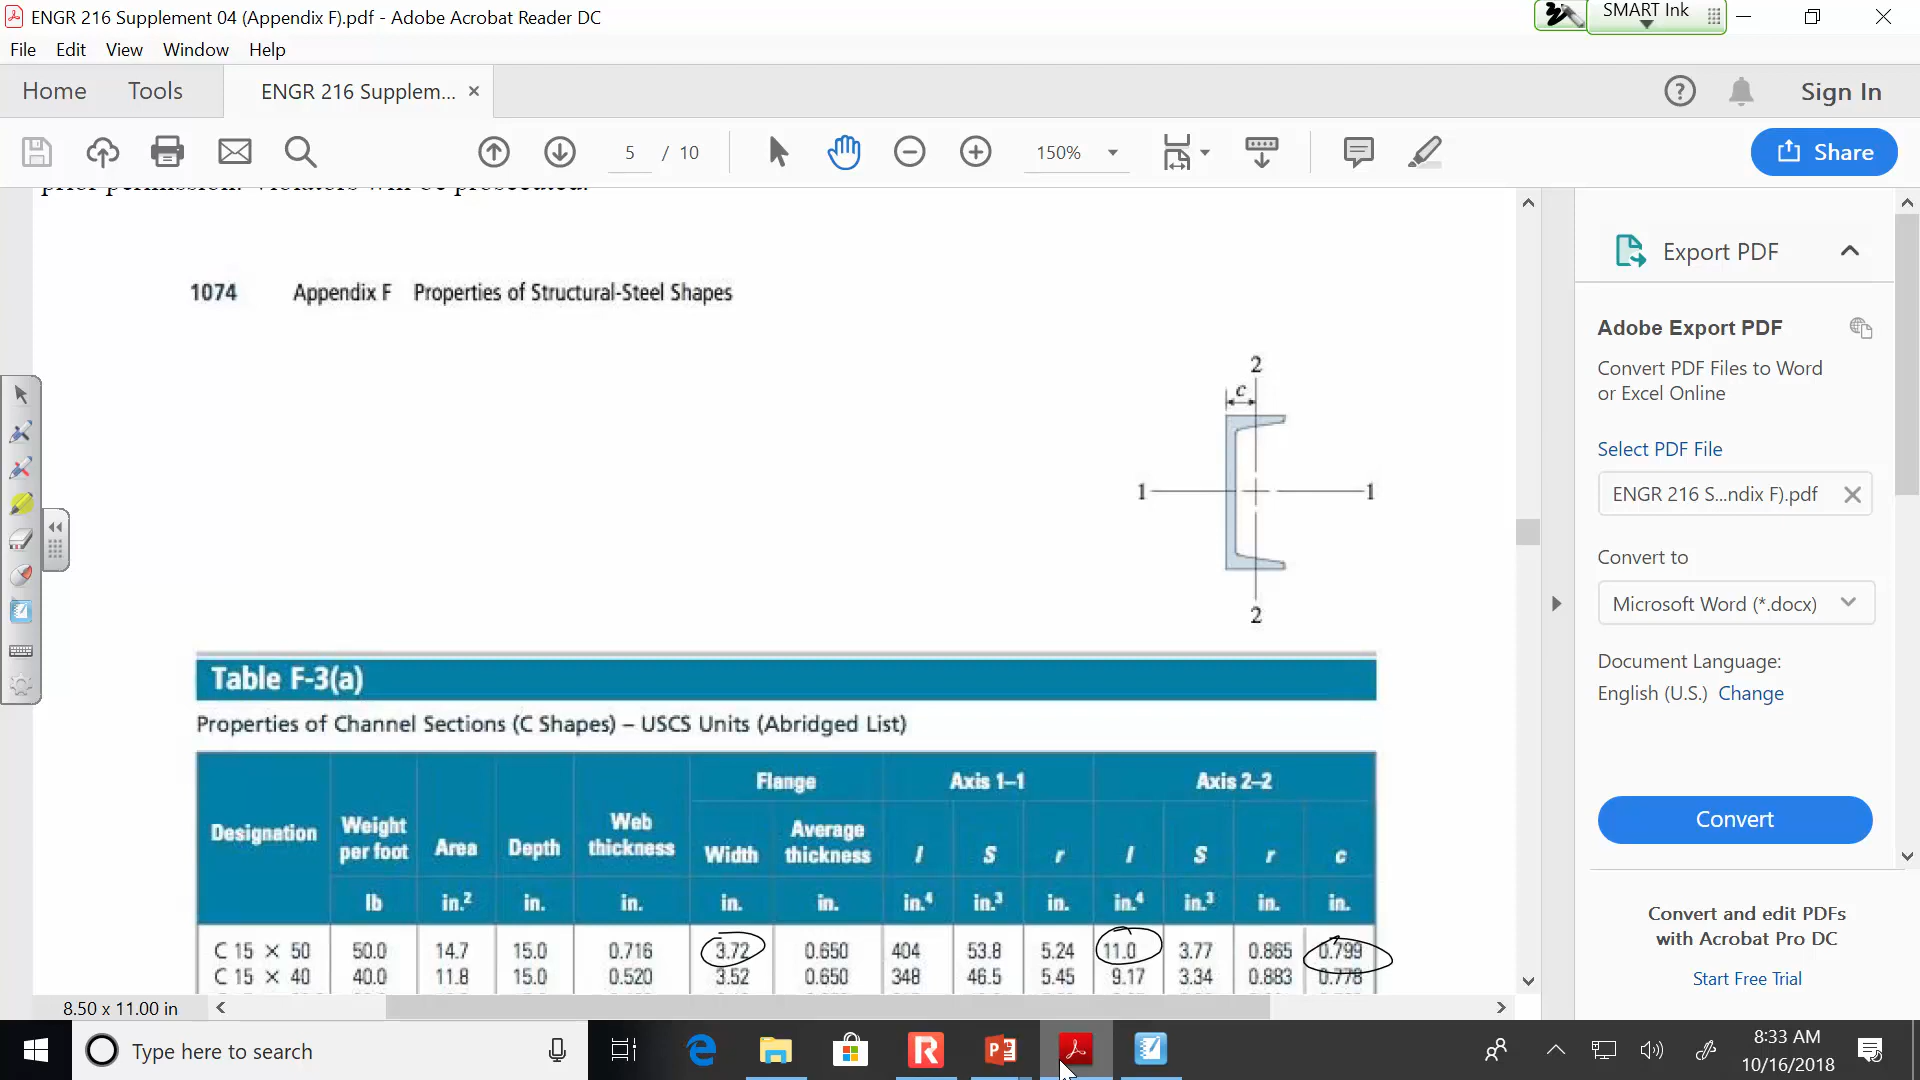 ENGR 216 Supplement 04 (Appendix F).pdf - Adobe Acrobat Reader DC
SMART Ink
File Edit View Window Help
Home Tools ENGR 216 Supplem... Sign In
5 / 10 150% Share
prior permission. Violators will be prosecuted.
1074 Appendix F Properties of Structural-Steel Shapes
2
c
1 1
2
Table F-3(a)
Properties of Channel Sections (C Shapes) – USCS Units (Abridged List)
Designation Weight per foot Area Depth Web thickness Flange Axis 1–1 Axis 2–2
Width Average thickness I S r I S r c
lb in.² in. in. in. in. in.⁴ in.³ in. in.⁴ in.³ in. in.
C 15 × 50 50.0 14.7 15.0 0.716 3.72 0.650 404 53.8 5.24 11.0 3.77 0.865 0.799
C 15 × 40 40.0 11.8 15.0 0.520 3.52 0.650 348 46.5 5.45 9.17 3.34 0.883 0.778
8.50 x 11.00 in
Export PDF
Adobe Export PDF
Convert PDF Files to Word
or Excel Online
Select PDF File
ENGR 216 S...ndix F).pdf
Convert to
Microsoft Word (*.docx)
Document Language:
English (U.S.) Change
Convert
Convert and edit PDFs
with Acrobat Pro DC
Start Free Trial
Type here to search
8:33 AM
10/16/2018